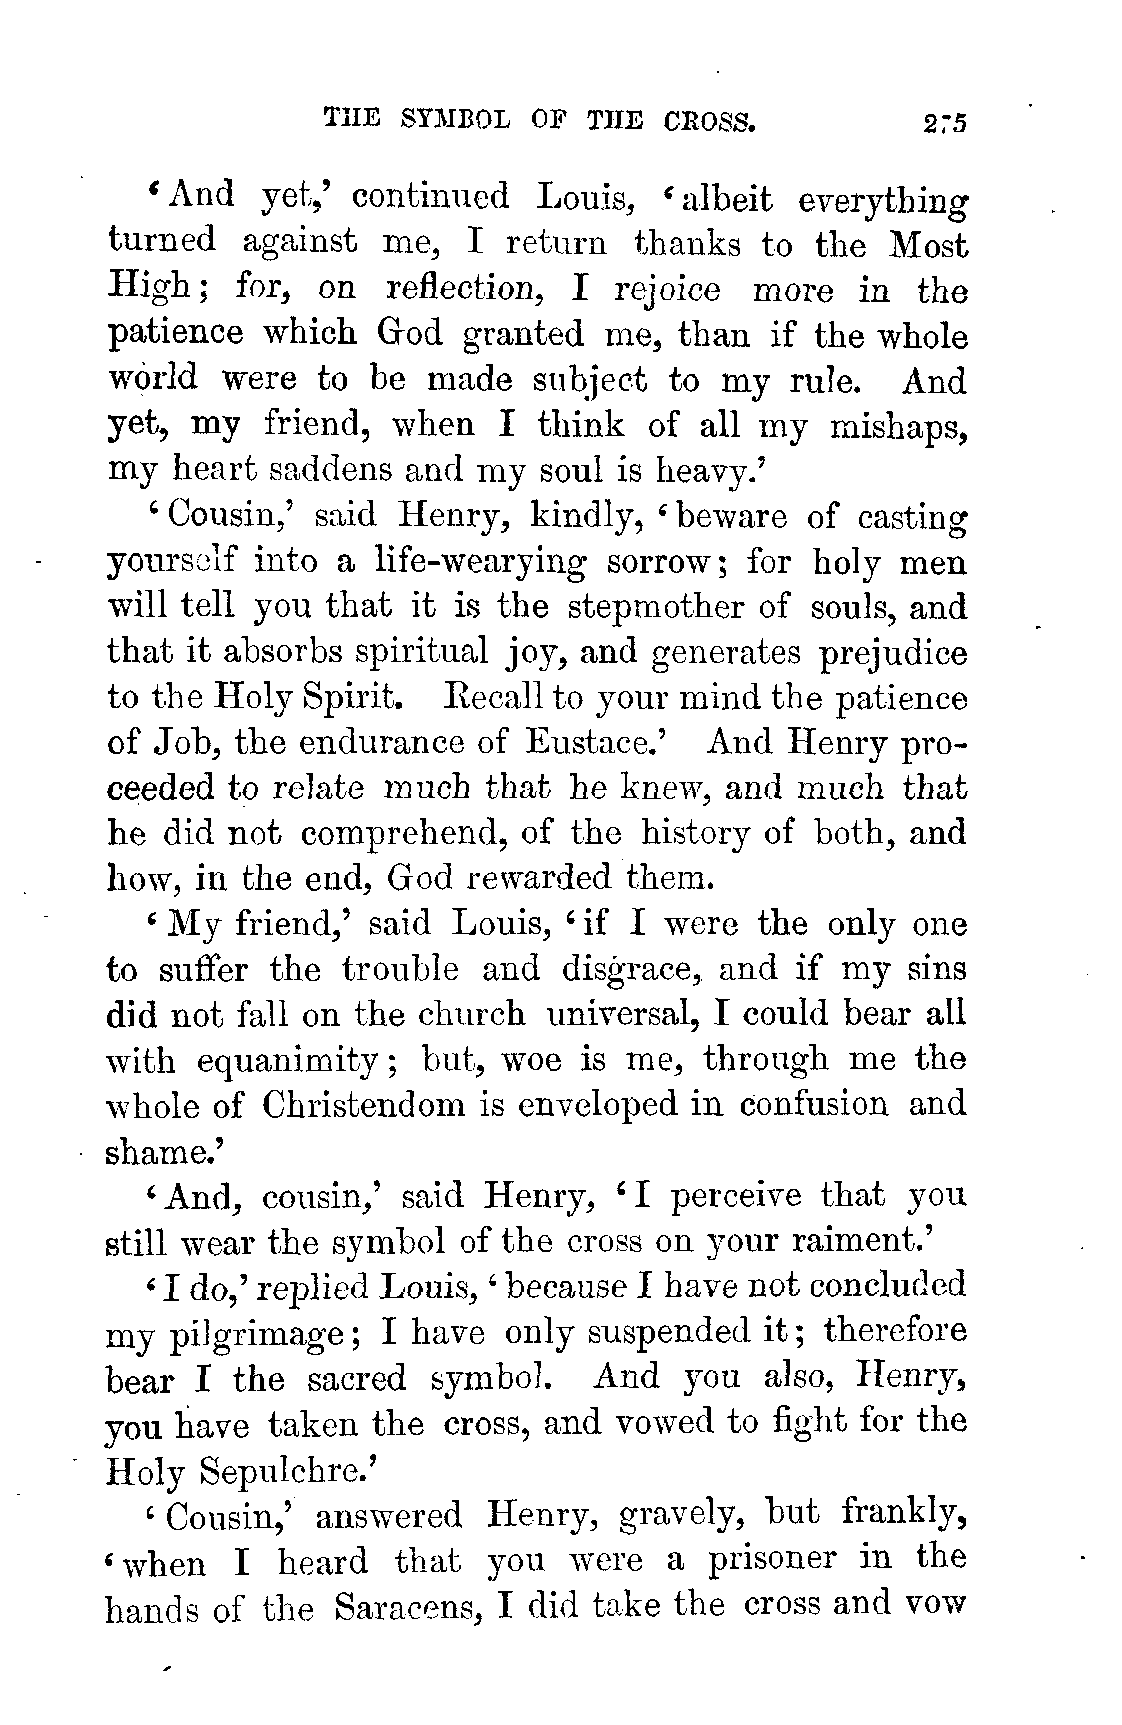 THE SYMBOL OF THE CROSS. 275
‘And yet,’ continued Louis, ‘albeit everything
turned against me, I return thanks to the Most
High; for, on reflection, I rejoice more in the
patience which God granted me, than if the whole
world were to be made subject to my rule. And
yet, my friend, when I think of all my mishaps,
my heart saddens and my soul is heavy.’
‘Cousin,’ said Henry, kindly, ‘beware of casting
yourself into a life-wearying sorrow; for holy men
will tell you that it is the stepmother of souls, and
that it absorbs spiritual joy, and generates prejudice
to the Holy Spirit. Recall to your mind the patience
of Job, the endurance of Eustace.’ And Henry pro-
ceeded to relate much that he knew, and much that
he did not comprehend, of the history of both, and
how, in the end, God rewarded them.
‘My friend,’ said Louis, ‘if I were the only one
to suffer the trouble and disgrace, and if my sins
did not fall on the church universal, I could bear all
with equanimity; but, woe is me, through me the
whole of Christendom is enveloped in confusion and
shame.’
‘And, cousin,’ said Henry, ‘I perceive that you
still wear the symbol of the cross on your raiment.’
‘I do,’ replied Louis, ‘because I have not concluded
my pilgrimage; I have only suspended it; therefore
bear I the sacred symbol. And you also, Henry,
you have taken the cross, and vowed to fight for the
Holy Sepulchre.’
‘Cousin,’ answered Henry, gravely, but frankly,
‘when I heard that you were a prisoner in the
hands of the Saracens, I did take the cross and vow